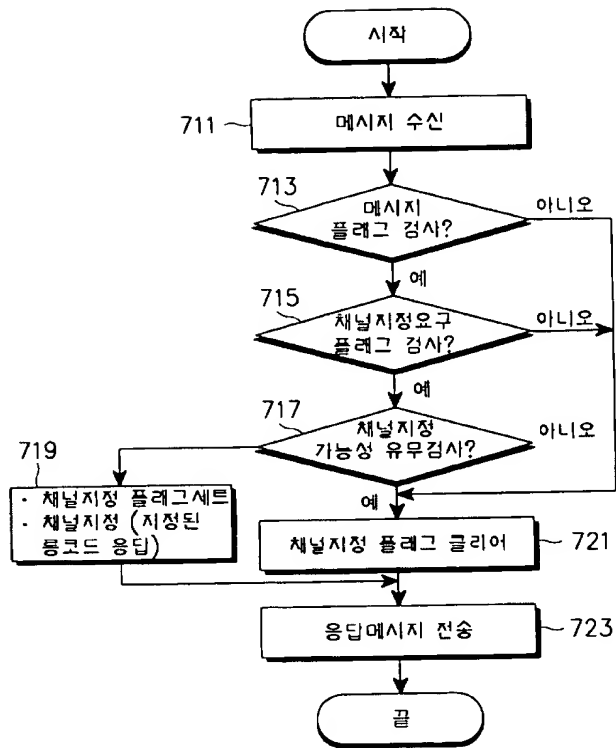 시작
711
메시지 수신
713
메시지
플래그 검사?
아니오
예
715
채널지정요구
플래그 검사?
아니오
예
717
채널지정
가능성 유무검사?
아니오
예
719
· 채널지정 플래그세트
· 채널지정 (지정된
롱코드 응답)
채널지정 플래그 클리어
721
응답메시지 전송
723
끝